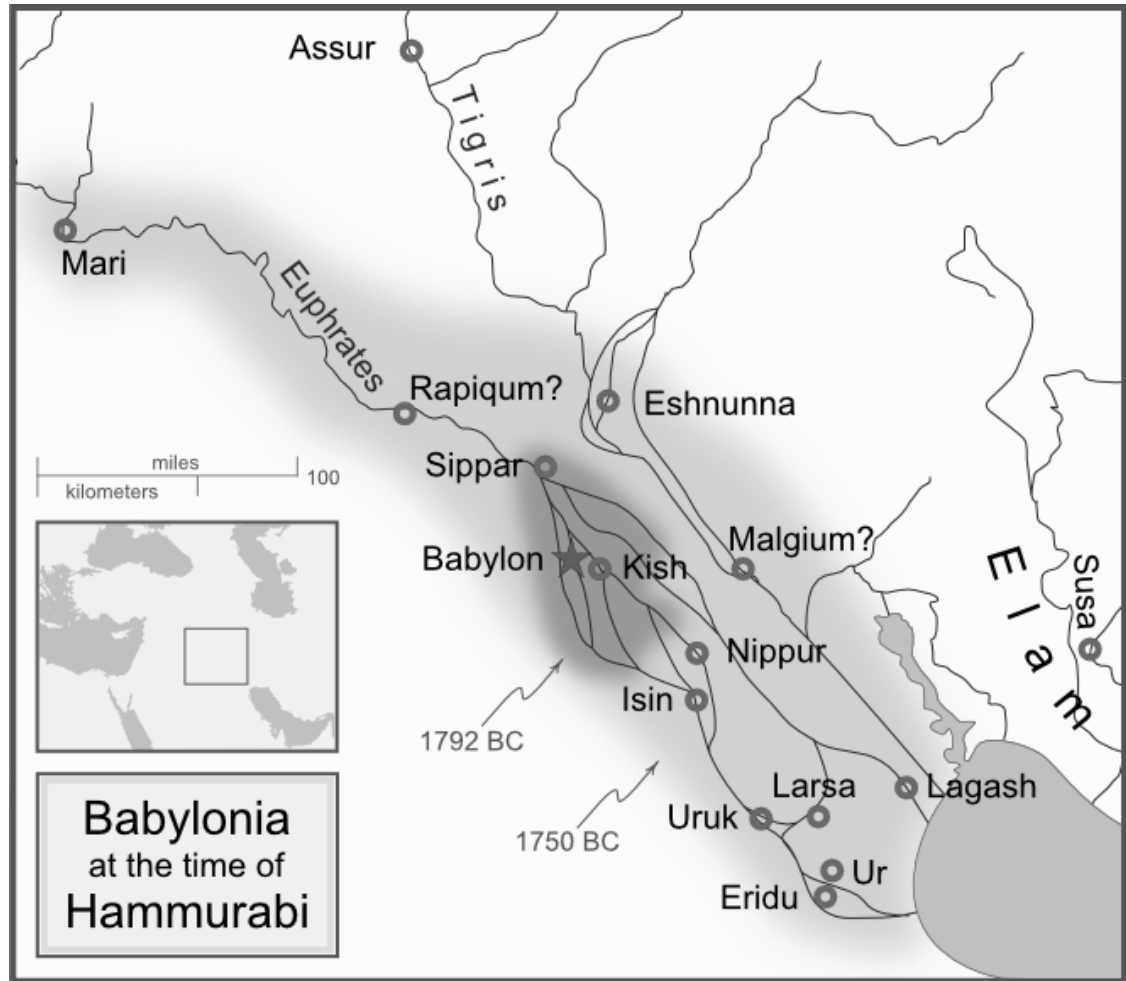 Assur
Tigris
Mari
Euphrates
Rapiqum?
Eshnunna
Sippar
miles
kilometers
100
Babylon
Kish
Malgium?
Elam
Susa
Nippur
Isin
1792 BC
Larsa
Lagash
Uruk
1750 BC
Ur
Eridu
Babylonia
at the time of
Hammurabi